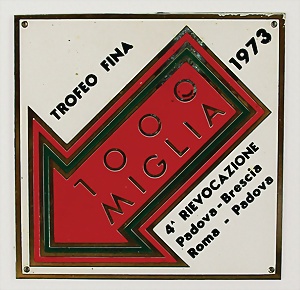 TROFEO FINA
1973
1000
MIGLIA
4ª RIEVOCAZIONE
Padova-Brescia
Roma - Padova